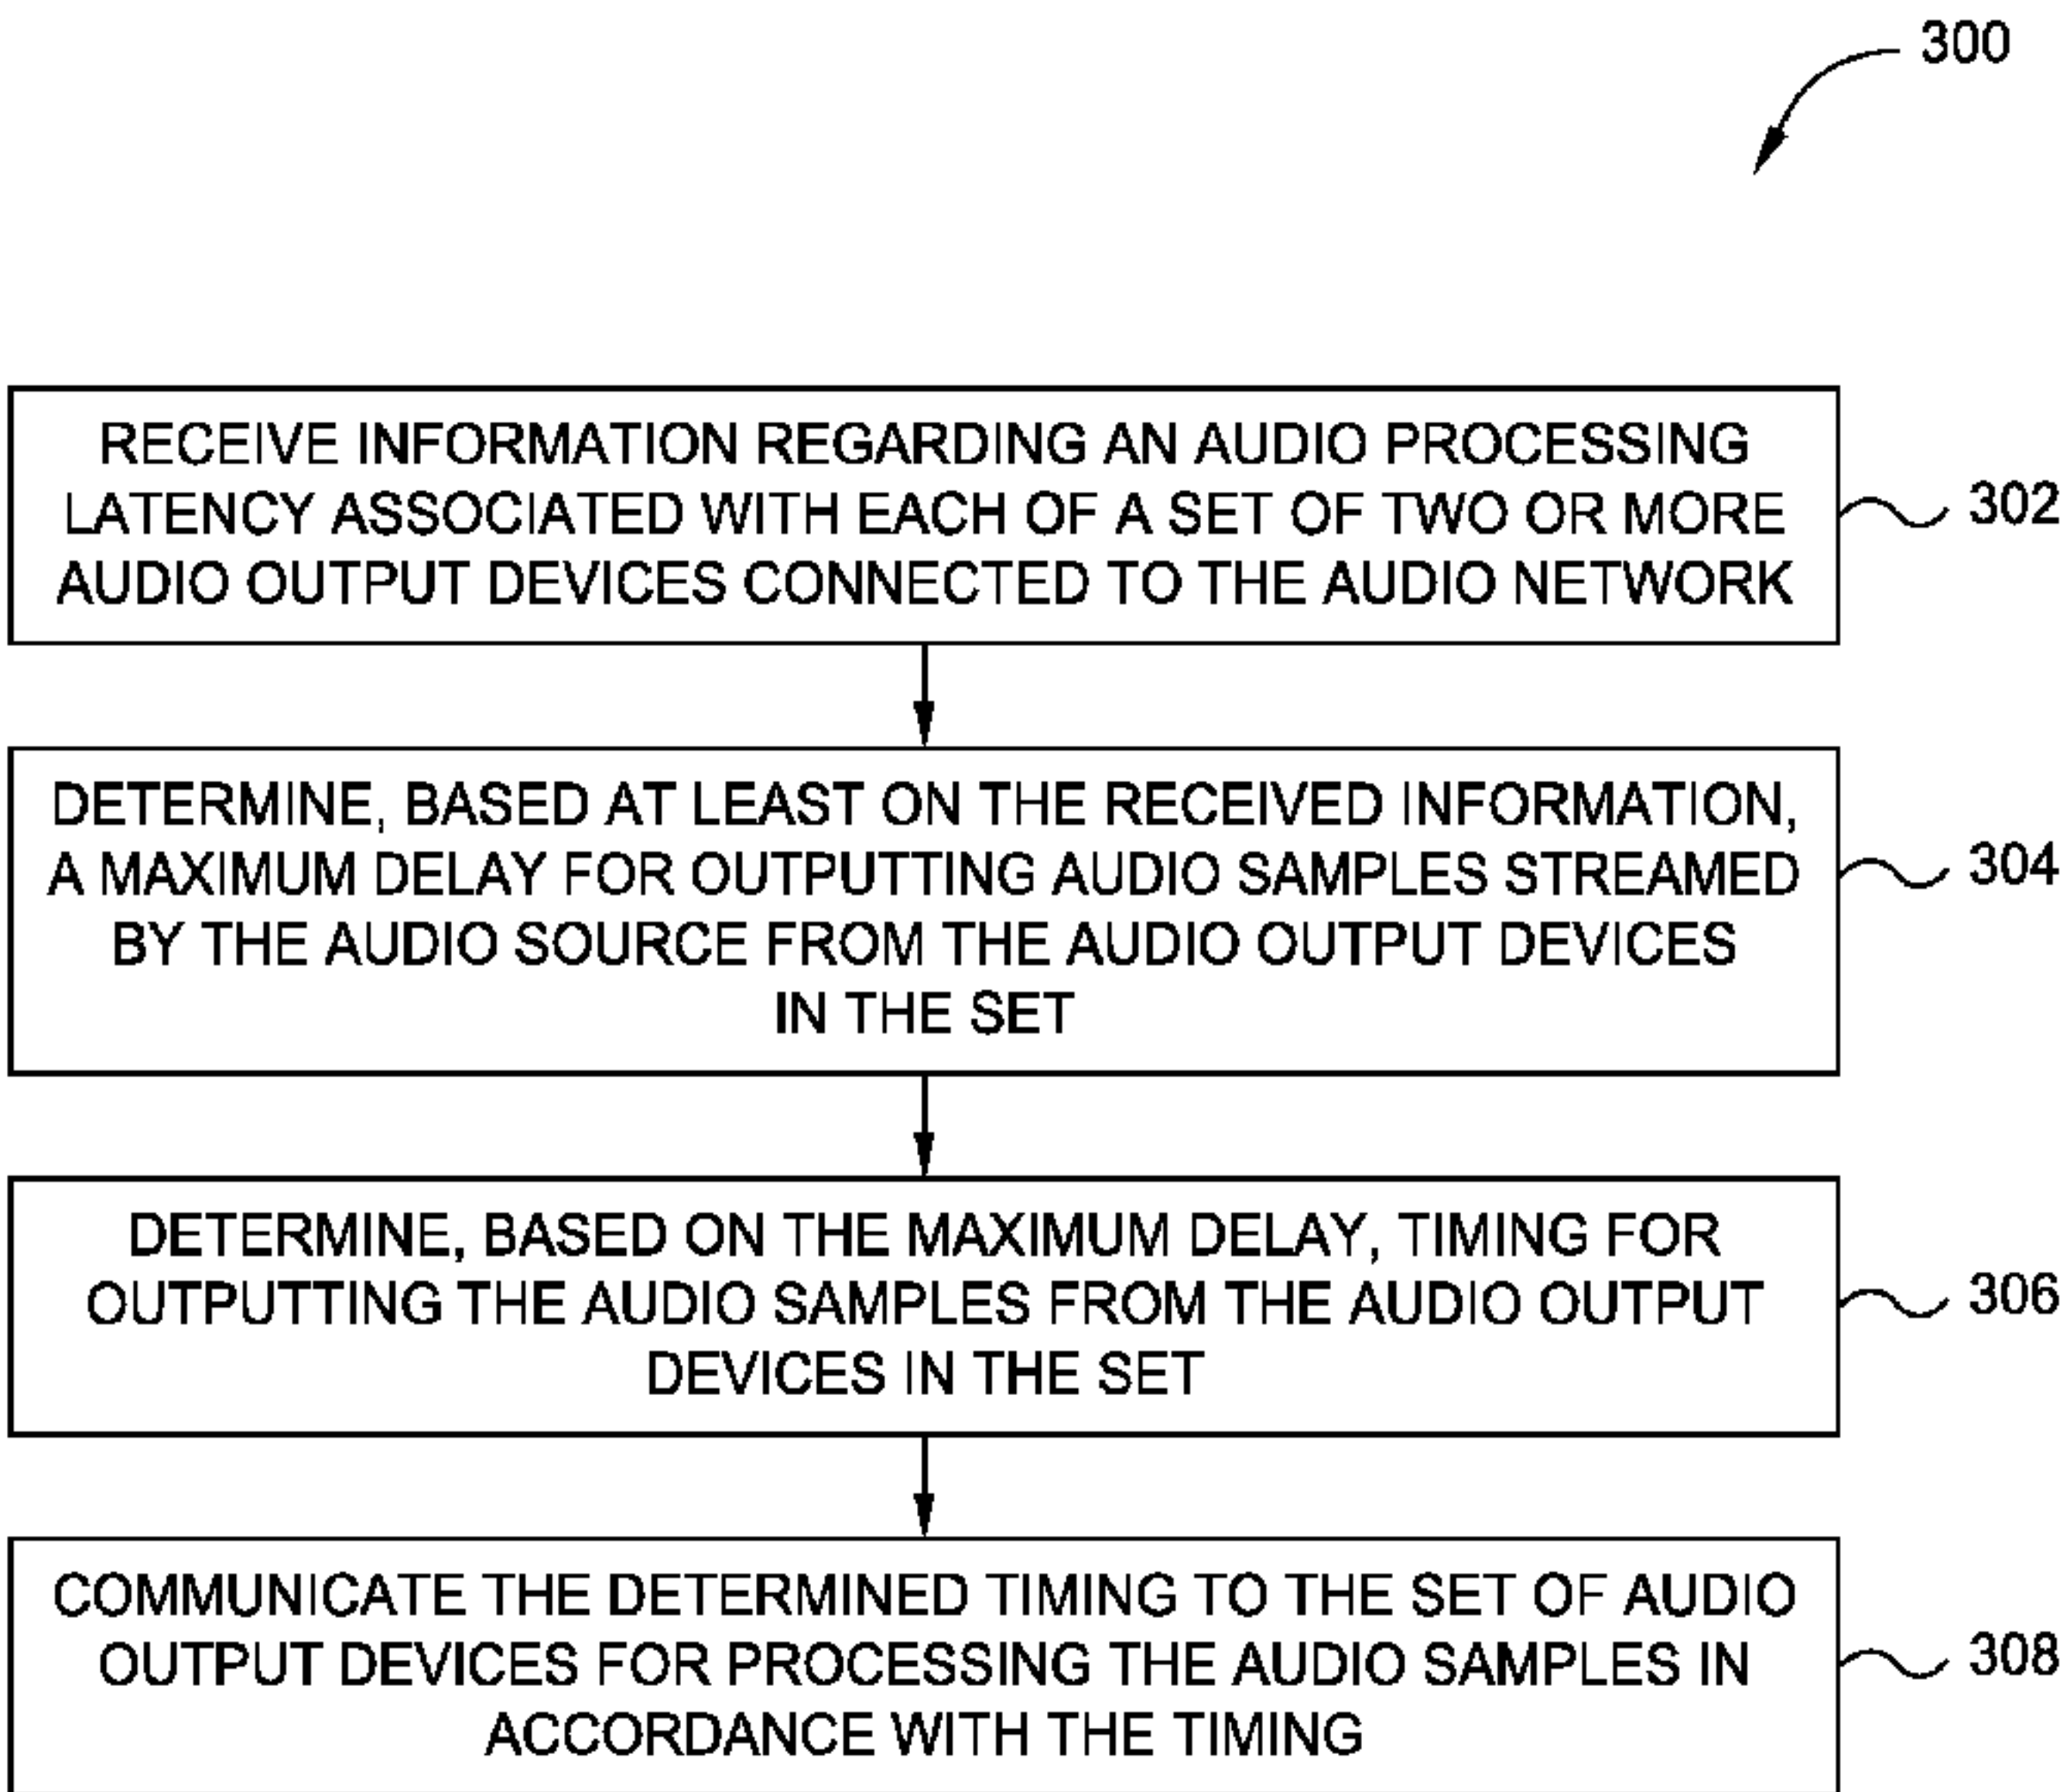 300
RECEIVE INFORMATION REGARDING AN AUDIO PROCESSING
LATENCY ASSOCIATED WITH EACH OF A SET OF TWO OR MORE
AUDIO OUTPUT DEVICES CONNECTED TO THE AUDIO NETWORK
302
DETERMINE, BASED AT LEAST ON THE RECEIVED INFORMATION,
A MAXIMUM DELAY FOR OUTPUTTING AUDIO SAMPLES STREAMED
BY THE AUDIO SOURCE FROM THE AUDIO OUTPUT DEVICES
IN THE SET
304
DETERMINE, BASED ON THE MAXIMUM DELAY, TIMING FOR
OUTPUTTING THE AUDIO SAMPLES FROM THE AUDIO OUTPUT
DEVICES IN THE SET
306
COMMUNICATE THE DETERMINED TIMING TO THE SET OF AUDIO
OUTPUT DEVICES FOR PROCESSING THE AUDIO SAMPLES IN
ACCORDANCE WITH THE TIMING
308